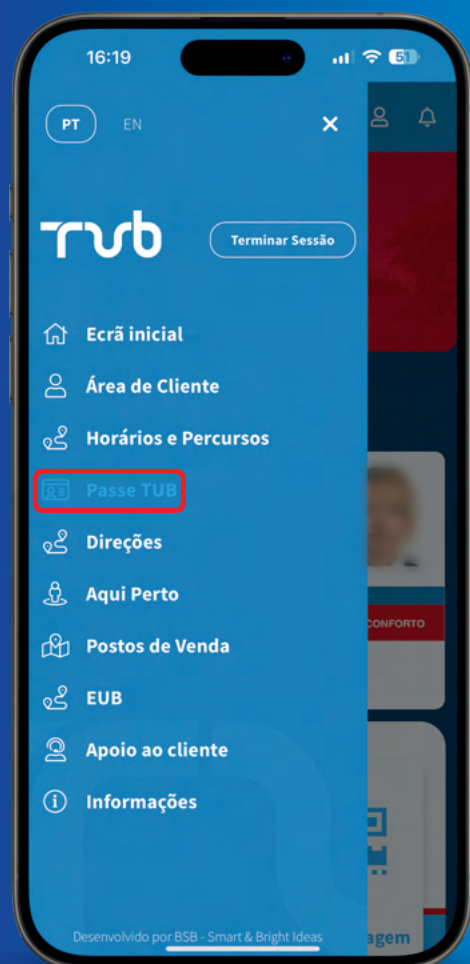 16:19
51
PT EN
TUB
Terminar Sessão
Ecrã inicial
Área de Cliente
Horários e Percursos
Passe TUB
Direções
Aqui Perto
CONFORTO
Postos de Venda
EUB
Apoio ao cliente
Informações
Desenvolvido por BSB - Smart & Bright Ideas
agem